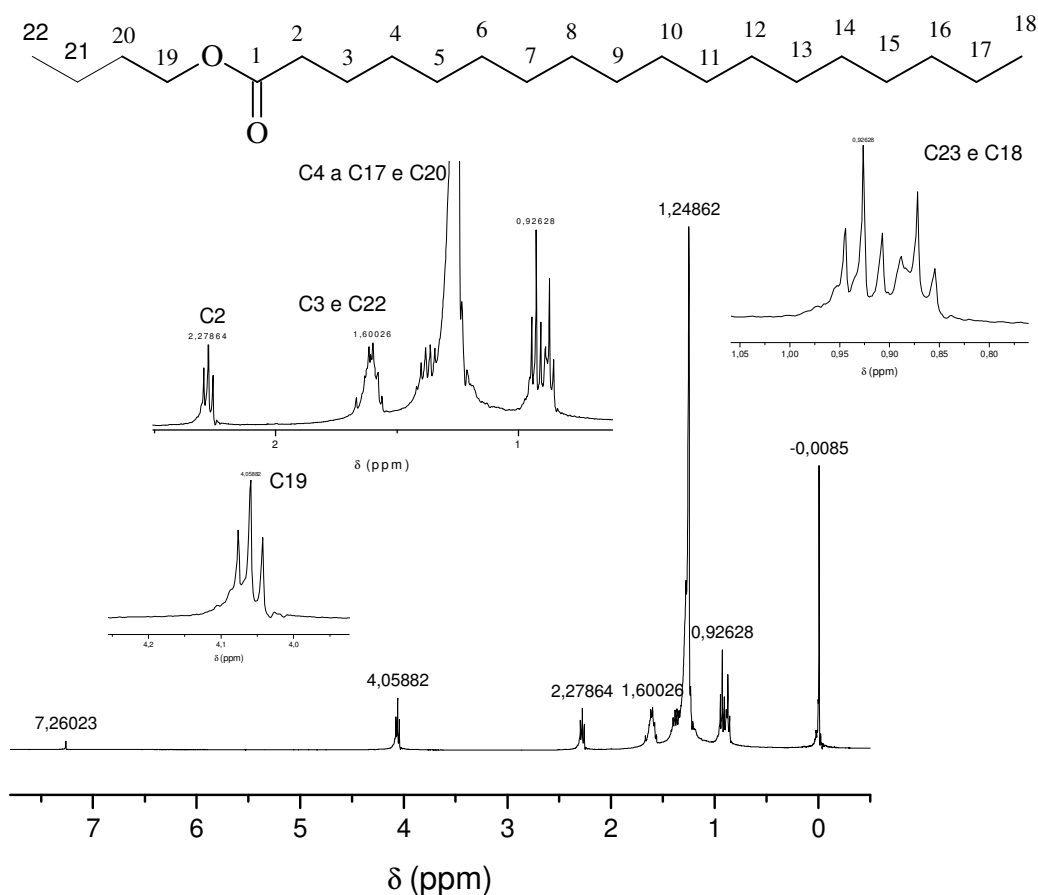 22 21 20 19 O 1 2 3 4 5 6 7 8 9 10 11 12 13 14 15 16 17 18
O
C4 a C17 e C20
0,92628
C3 e C22
1,60026
C2
2,27864
2 1
δ (ppm)
0,92628
C23 e C18
1,05 1,00 0,95 0,90 0,85 0,80
δ (ppm)
1,24862
-0,0085
4,05882
C19
4,2 4,1 4,0
δ (ppm)
7,26023
4,05882
2,27864
1,60026
0,92628
7 6 5 4 3 2 1 0
δ (ppm)